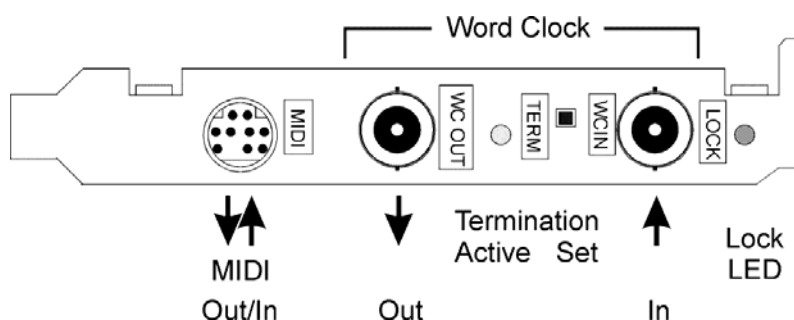 Word Clock
MIDI
WC OUT
TERM
WCIN
LOCK
Termination
Active Set
Lock
LED
MIDI
Out/In
Out
In